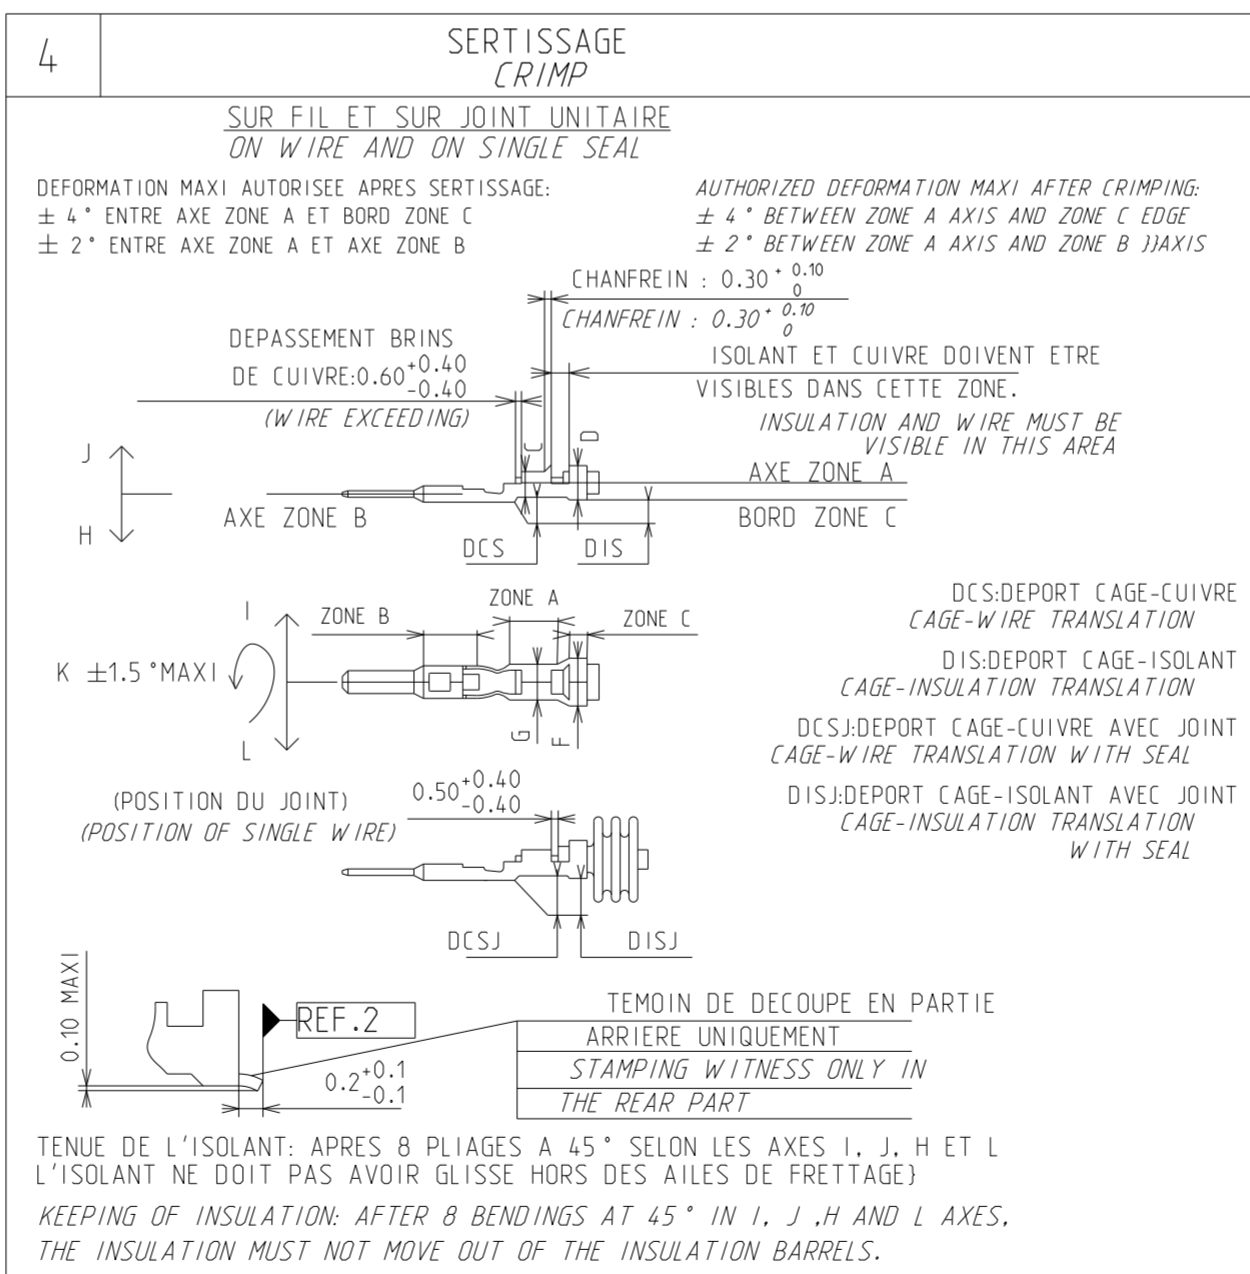 4
SERTISSAGE
CRIMP
SUR FIL ET SUR JOINT UNITAIRE
ON WIRE AND ON SINGLE SEAL
DEFORMATION MAXI AUTORISEE APRES SERTISSAGE:
± 4° ENTRE AXE ZONE A ET BORD ZONE C
± 2° ENTRE AXE ZONE A ET AXE ZONE B
AUTHORIZED DEFORMATION MAXI AFTER CRIMPING:
± 4° BETWEEN ZONE A AXIS AND ZONE C EDGE
± 2° BETWEEN ZONE A AXIS AND ZONE B }}AXIS
CHANFREIN : 0.30 + 0.10 0
CHANFREIN : 0.30 + 0.10 0
DEPASSEMENT BRINS
DE CUIVRE:0.60 +0.40 -0.40
(WIRE EXCEEDING)
ISOLANT ET CUIVRE DOIVENT ETRE
VISIBLES DANS CETTE ZONE.
INSULATION AND WIRE MUST BE
VISIBLE IN THIS AREA
C
D
J
H
AXE ZONE A
AXE ZONE B
BORD ZONE C
DCS
DIS
DCS:DEPORT CAGE-CUIVRE
CAGE-WIRE TRANSLATION
DIS:DEPORT CAGE-ISOLANT
CAGE-INSULATION TRANSLATION
DCSJ:DEPORT CAGE-CUIVRE AVEC JOINT
CAGE-WIRE TRANSLATION WITH SEAL
DISJ:DEPORT CAGE-ISOLANT AVEC JOINT
CAGE-INSULATION TRANSLATION
WITH SEAL
I
ZONE B
ZONE A
ZONE C
K ±1.5°MAXI
L
G
F
(POSITION DU JOINT)
(POSITION OF SINGLE WIRE)
0.50 +0.40 -0.40
DCSJ
DISJ
0.10 MAXI
REF.2
0.2 +0.1 -0.1
TEMOIN DE DECOUPE EN PARTIE
ARRIERE UNIQUEMENT
STAMPING WITNESS ONLY IN
THE REAR PART
TENUE DE L'ISOLANT: APRES 8 PLIAGES A 45° SELON LES AXES I, J, H ET L
L'ISOLANT NE DOIT PAS AVOIR GLISSE HORS DES AILES DE FRETTAGE}
KEEPING OF INSULATION: AFTER 8 BENDINGS AT 45° IN I, J ,H AND L AXES,
THE INSULATION MUST NOT MOVE OUT OF THE INSULATION BARRELS.